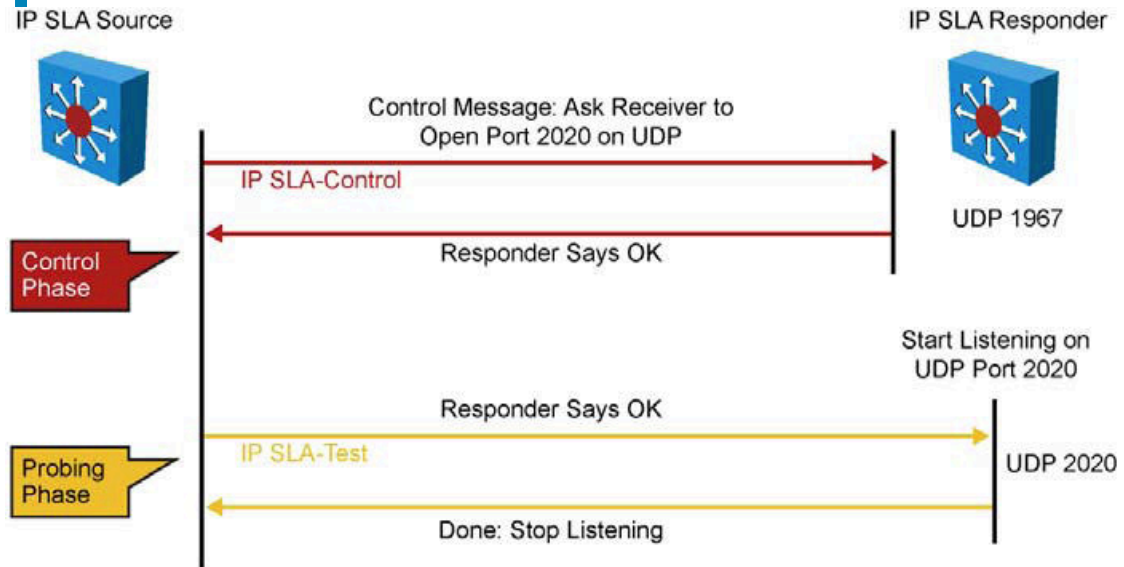 IP SLA Source
IP SLA Responder
Control Message: Ask Receiver to
Open Port 2020 on UDP
IP SLA-Control
UDP 1967
Responder Says OK
Control
Phase
Start Listening on
UDP Port 2020
Responder Says OK
IP SLA-Test
UDP 2020
Probing
Phase
Done: Stop Listening